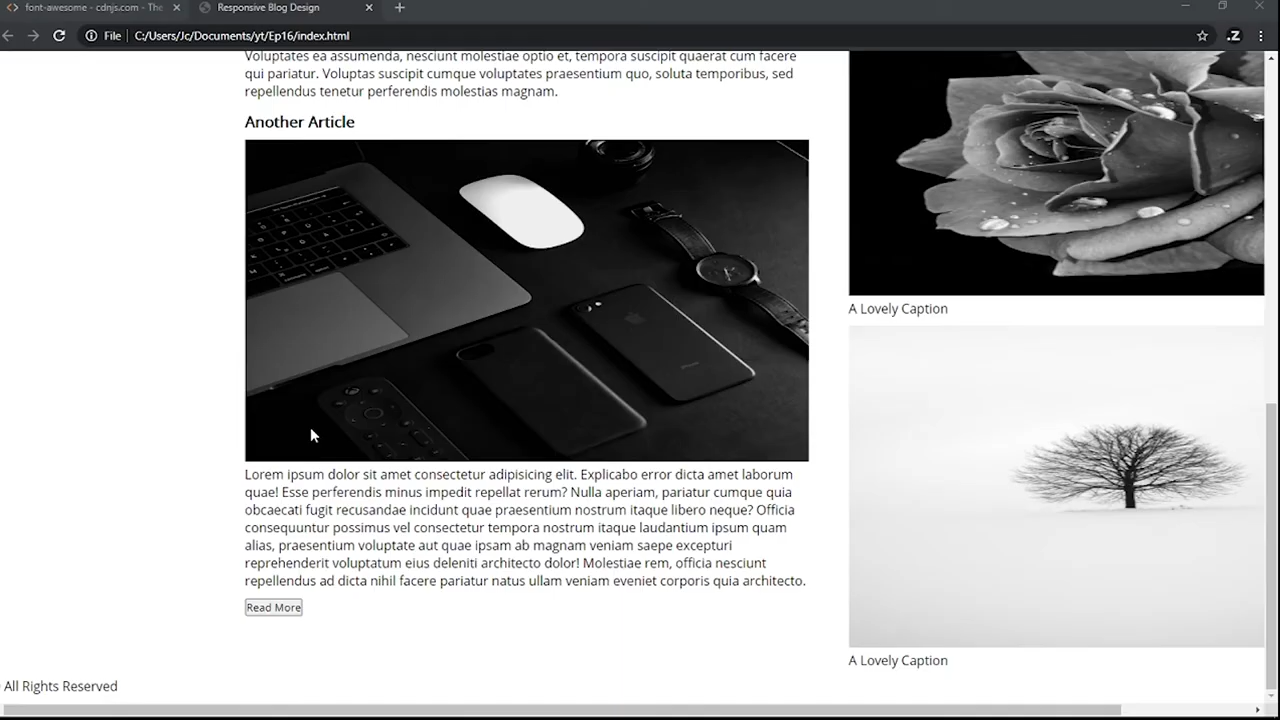 font-awesome - cdnjs.com - The
Responsive Blog Design
File
C:/Users/Jc/Documents/yt/Ep16/index.html
Voluptates ea assumenda, nesciunt molestiae optio et, tempora suscipit quaerat cum facere
qui pariatur. Voluptas suscipit cumque voluptates praesentium quo, soluta temporibus, sed
repellendus tenetur perferendis molestias magnam.
Another Article
Lorem ipsum dolor sit amet consectetur adipisicing elit. Explicabo error dicta amet laborum
quae! Esse perferendis minus impedit repellat rerum? Nulla aperiam, pariatur cumque quia
obcaecati fugit recusandae incidunt quae praesentium nostrum itaque libero neque? Officia
consequuntur possimus vel consectetur tempora nostrum itaque laudantium ipsum quam
alias, praesentium voluptate aut quae ipsam ab magnam veniam saepe excepturi
reprehenderit voluptatum eius deleniti architecto dolor! Molestiae rem, officia nesciunt
repellendus ad dicta nihil facere pariatur natus ullam veniam eveniet corporis quia architecto.
Read More
A Lovely Caption
A Lovely Caption
All Rights Reserved